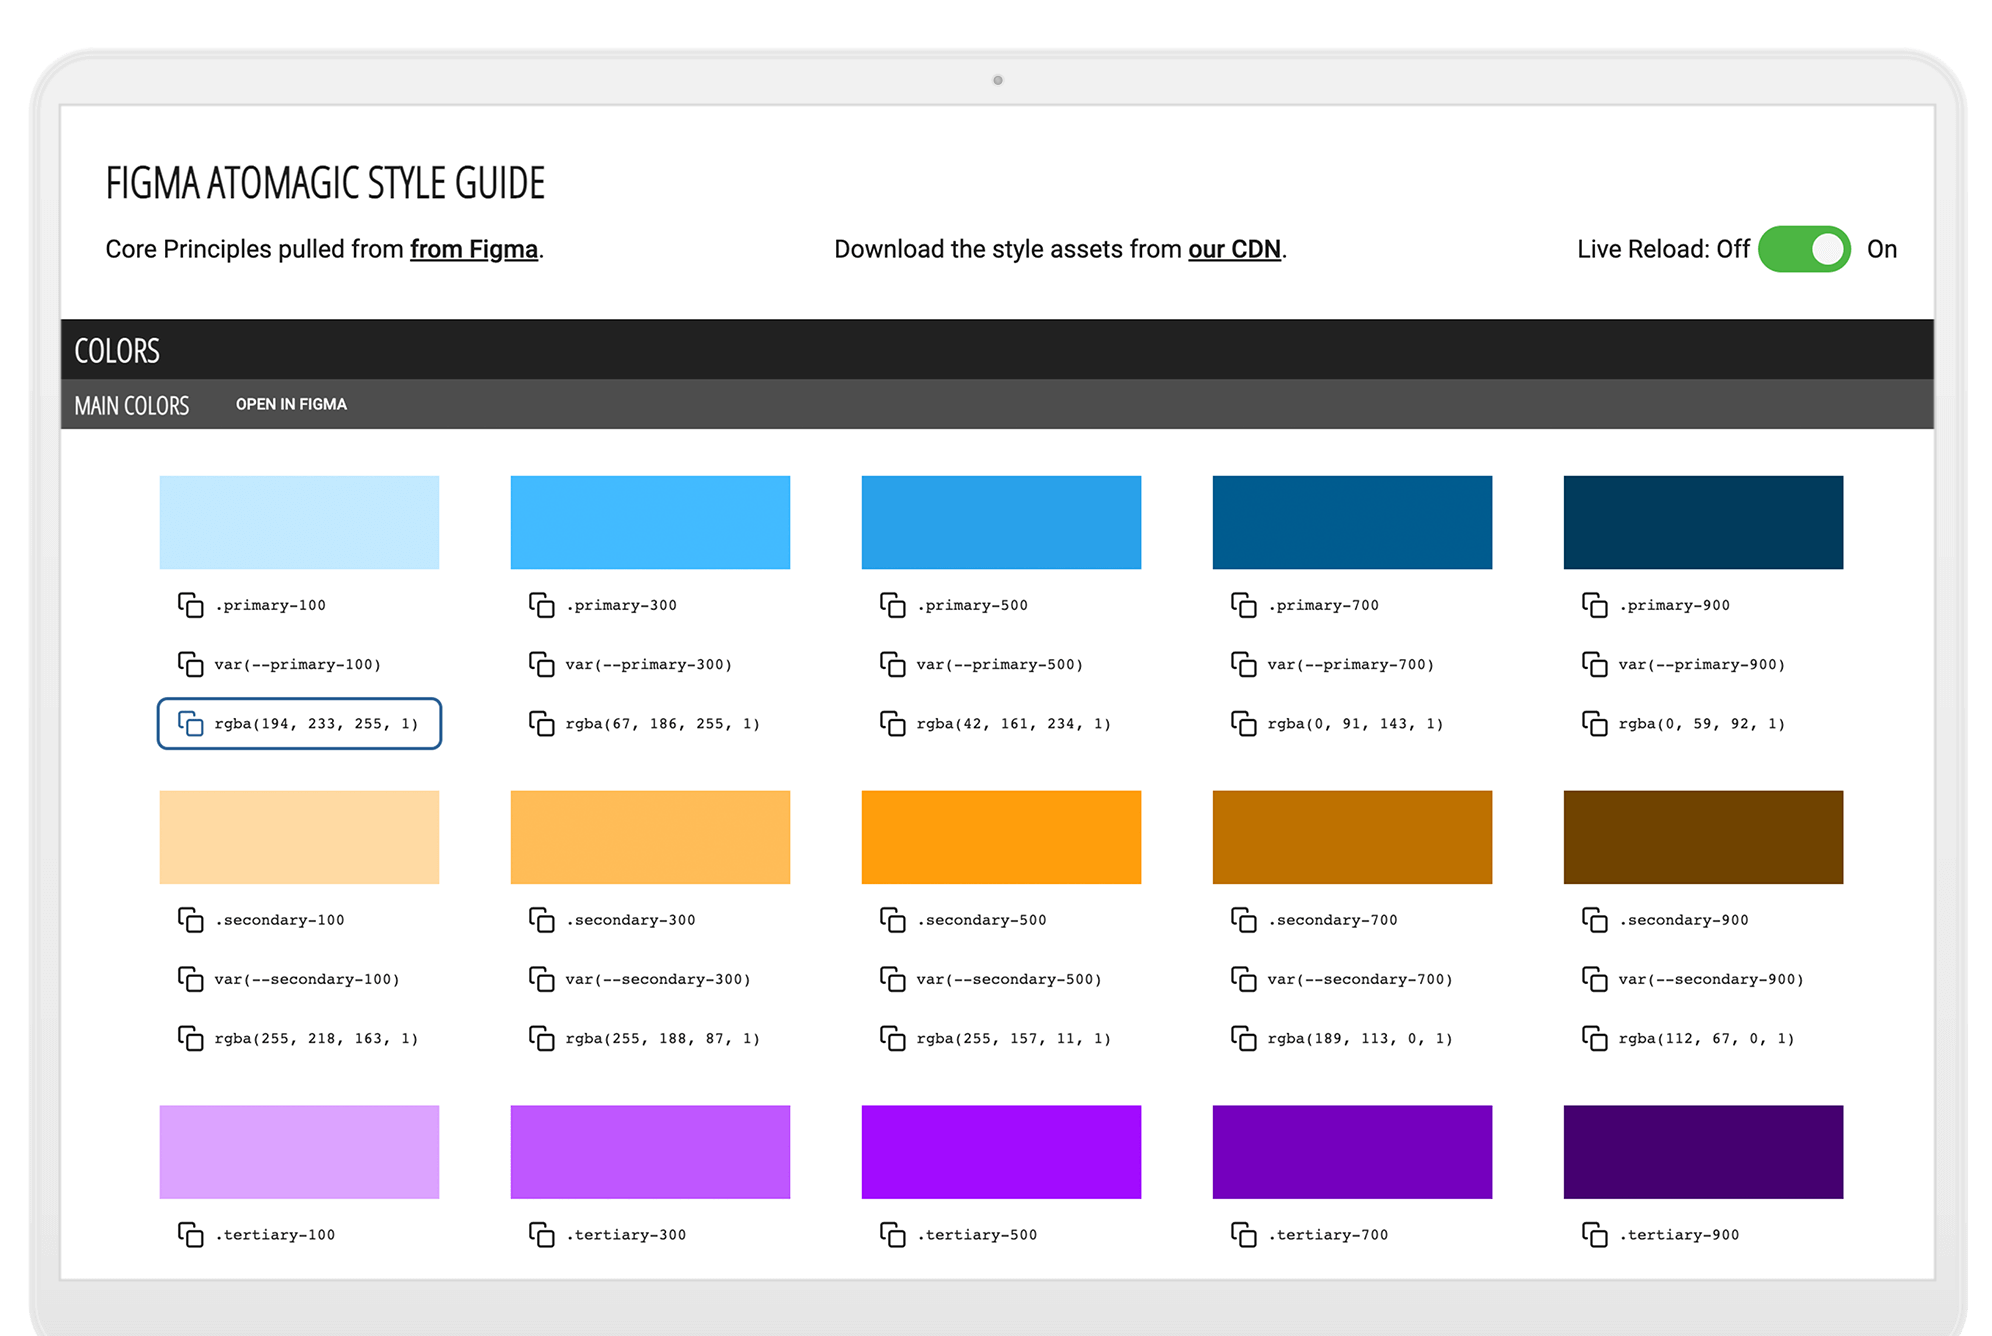 FIGMA ATOMAGIC STYLE GUIDE
Core Principles pulled from from Figma.
Download the style assets from our CDN.
Live Reload: Off On
COLORS
MAIN COLORS OPEN IN FIGMA
.primary-100 .primary-300 .primary-500 .primary-700 .primary-900
var(--primary-100) var(--primary-300) var(--primary-500) var(--primary-700) var(--primary-900)
rgba(194, 233, 255, 1) rgba(67, 186, 255, 1) rgba(42, 161, 234, 1) rgba(0, 91, 143, 1) rgba(0, 59, 92, 1)
.secondary-100 .secondary-300 .secondary-500 .secondary-700 .secondary-900
var(--secondary-100) var(--secondary-300) var(--secondary-500) var(--secondary-700) var(--secondary-900)
rgba(255, 218, 163, 1) rgba(255, 188, 87, 1) rgba(255, 157, 11, 1) rgba(189, 113, 0, 1) rgba(112, 67, 0, 1)
.tertiary-100 .tertiary-300 .tertiary-500 .tertiary-700 .tertiary-900